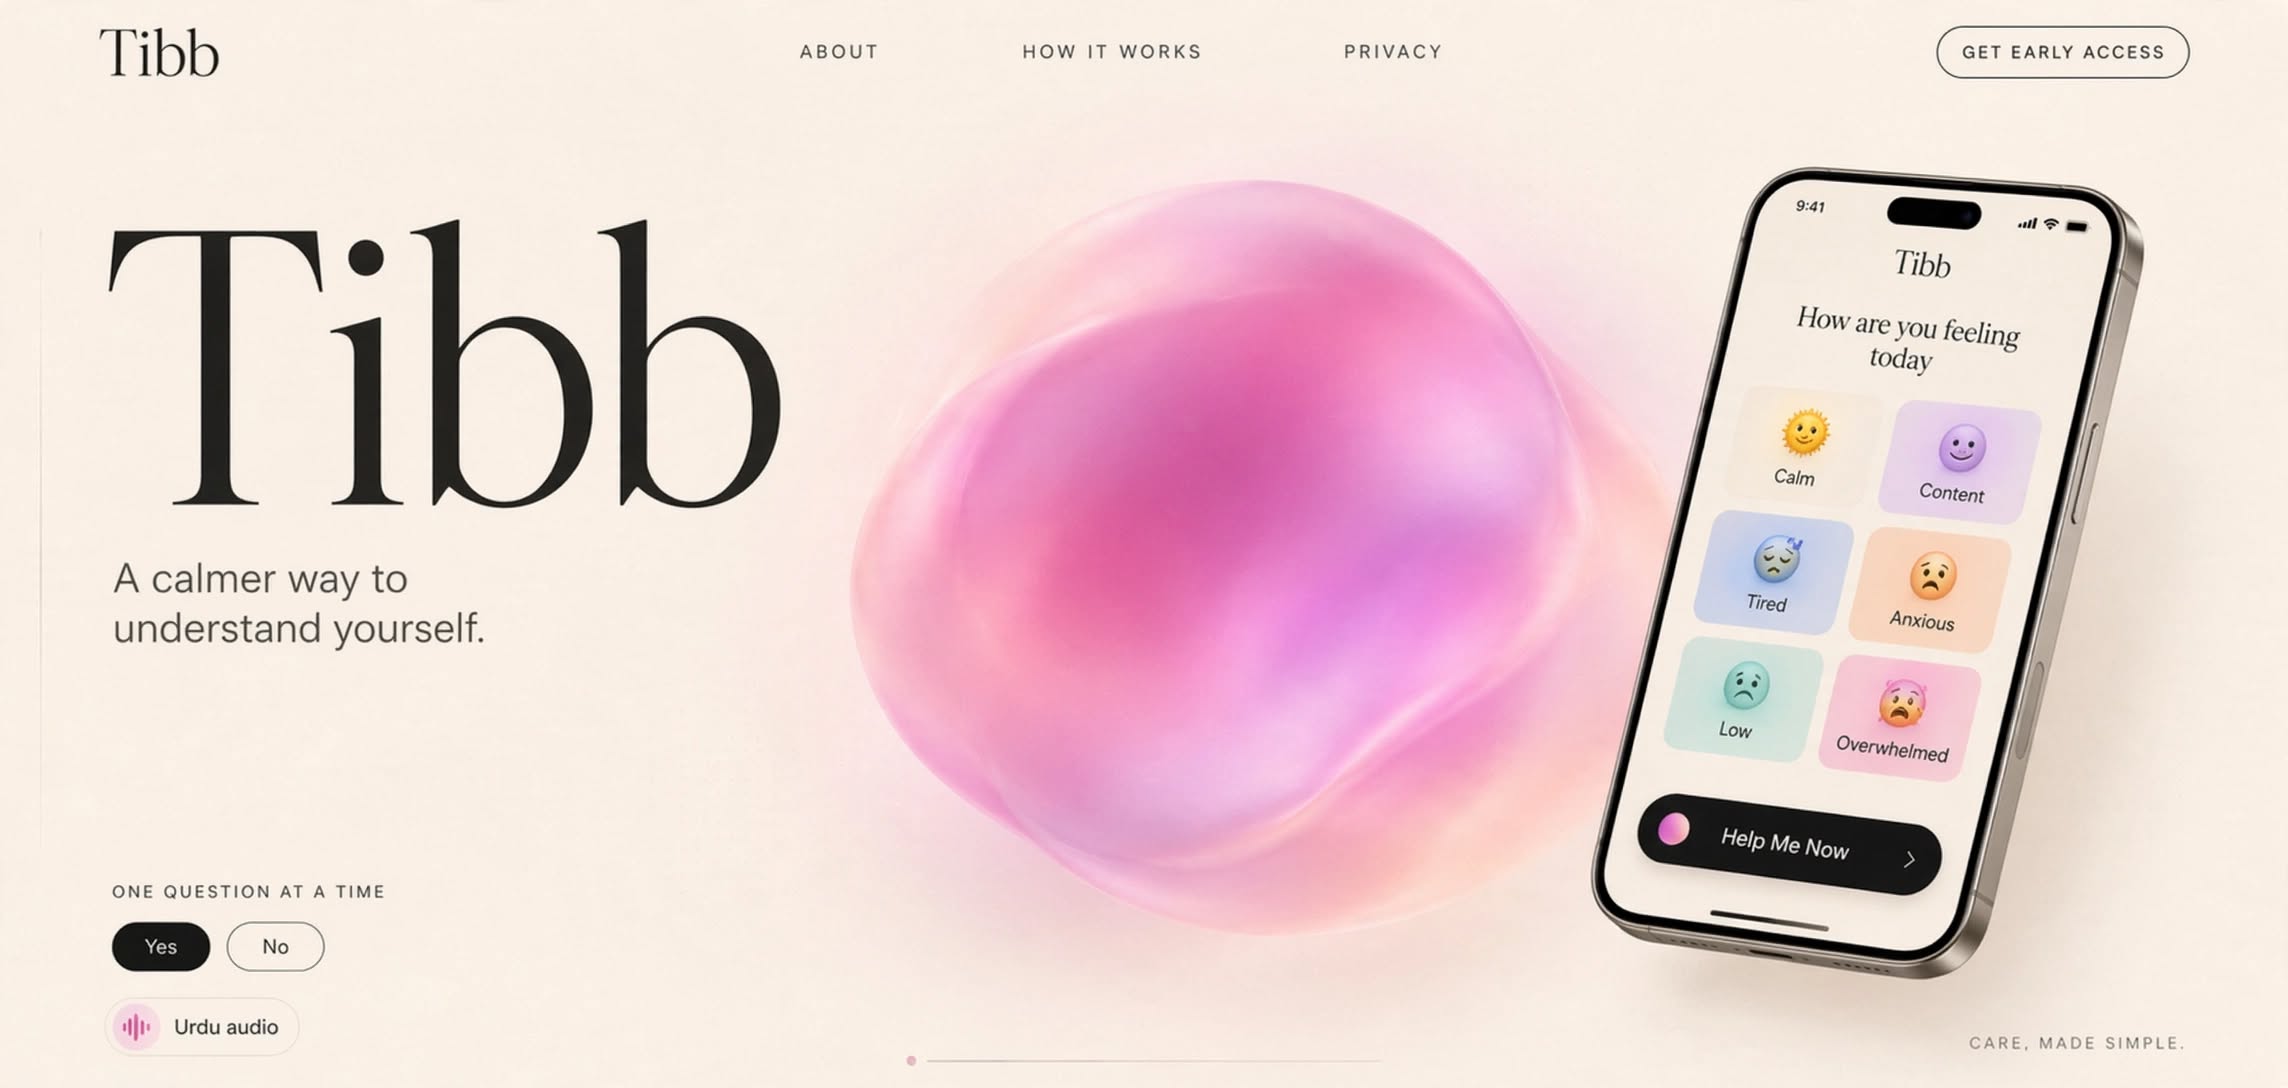 Tibb
ABOUT
HOW IT WORKS
PRIVACY
GET EARLY ACCESS
Tibb
A calmer way to
understand yourself.
ONE QUESTION AT A TIME
Yes
No
Urdu audio
9:41
Tibb
How are you feeling
today
Calm
Content
Tired
Anxious
Low
Overwhelmed
Help Me Now
CARE, MADE SIMPLE.